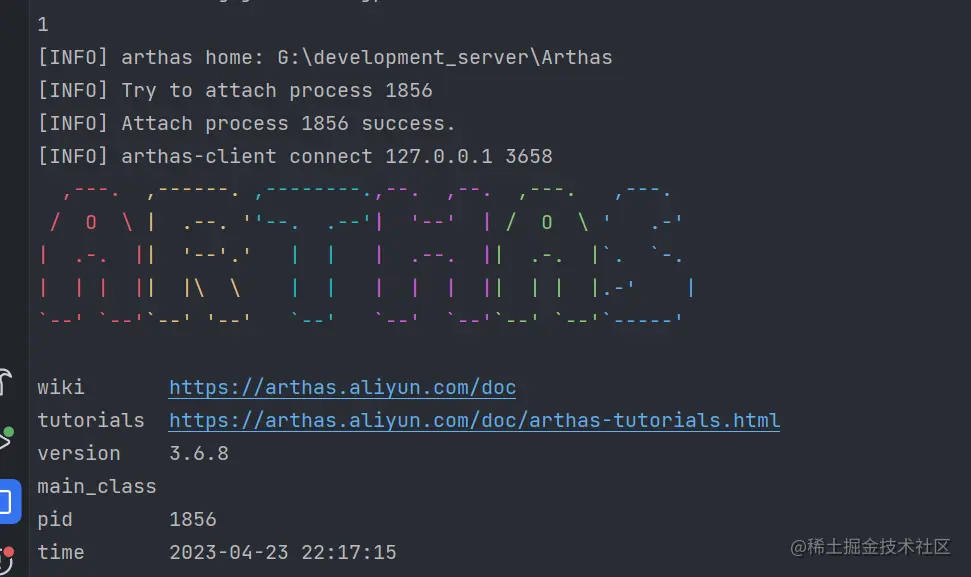 1
[INFO] arthas home: G:\development_server\Arthas
[INFO] Try to attach process 1856
[INFO] Attach process 1856 success.
[INFO] arthas-client connect 127.0.0.1 3658
ARTHAS
wiki https://arthas.aliyun.com/doc
tutorials https://arthas.aliyun.com/doc/arthas-tutorials.html
version 3.6.8
main_class
pid 1856
time 2023-04-23 22:17:15
@稀土掘金技术社区